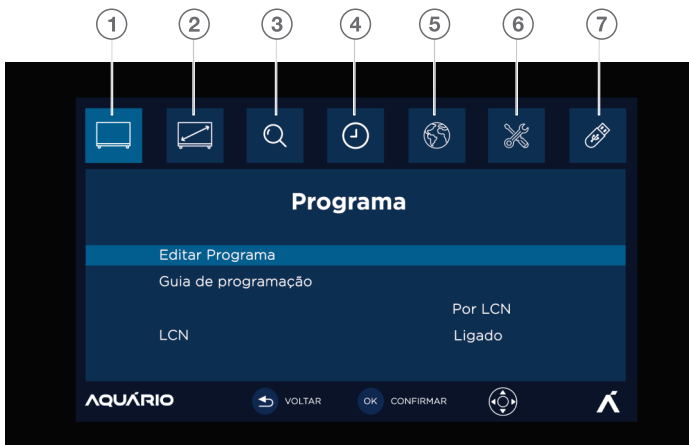 1 2 3 4 5 6 7
Programa
Editar Programa
Guia de programação
Por LCN
LCN Ligado
AQUÁRIO VOLTAR OK CONFIRMAR